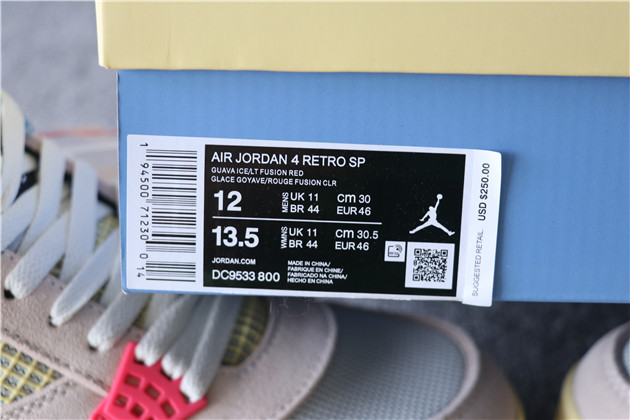 AIR JORDAN 4 RETRO SP
GUAVA ICE/LT FUSION RED
GLACE GOYAVE/ROUGE FUSION CLR
12 MENS UK 11 CM 30
BR 44 EUR 46
13.5 WMNS UK 11 CM 30.5
BR 44 EUR 46
JORDAN.COM
DC9533 800
MADE IN CHINA/
FABRIQUE EN CHINE/
FABRICADO NA CHINA/
HECHO EN CHINA
1 94500 71230 0 14
SUGGESTED RETAIL USD $250.00